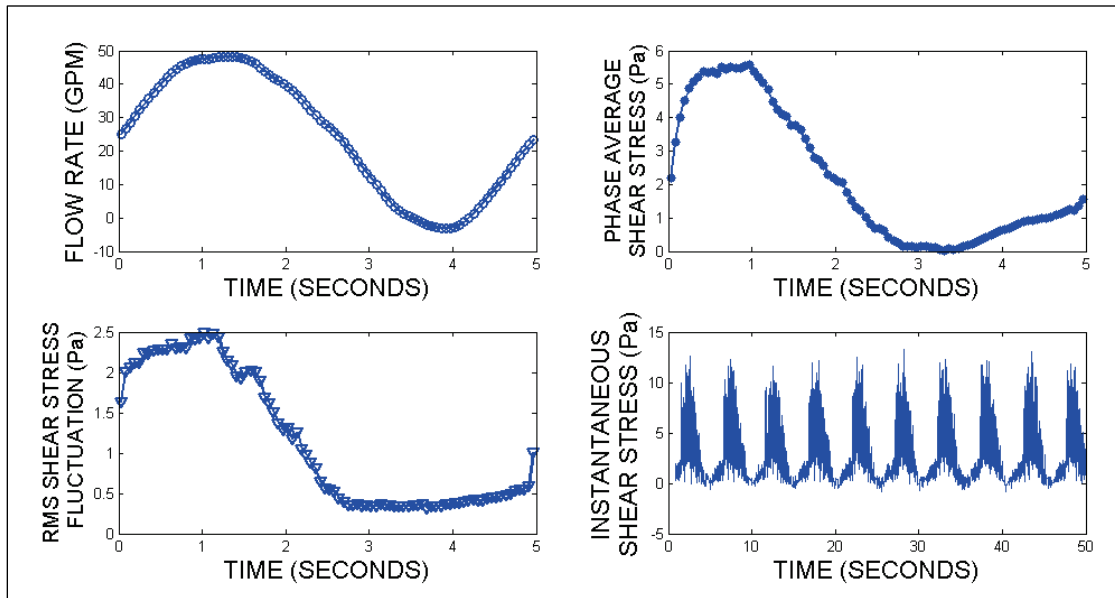 FLOW RATE (GPM)
50
40
30
20
10
0
-10
0 1 2 3 4 5
TIME (SECONDS)
PHASE AVERAGE
SHEAR STRESS (Pa)
6
5
4
3
2
1
0
0 1 2 3 4 5
TIME (SECONDS)
RMS SHEAR STRESS
FLUCTUATION (Pa)
2.5
2
1.5
1
0.5
0
0 1 2 3 4 5
TIME (SECONDS)
INSTANTANEOUS
SHEAR STRESS (Pa)
15
10
5
0
-5
0 10 20 30 40 50
TIME (SECONDS)